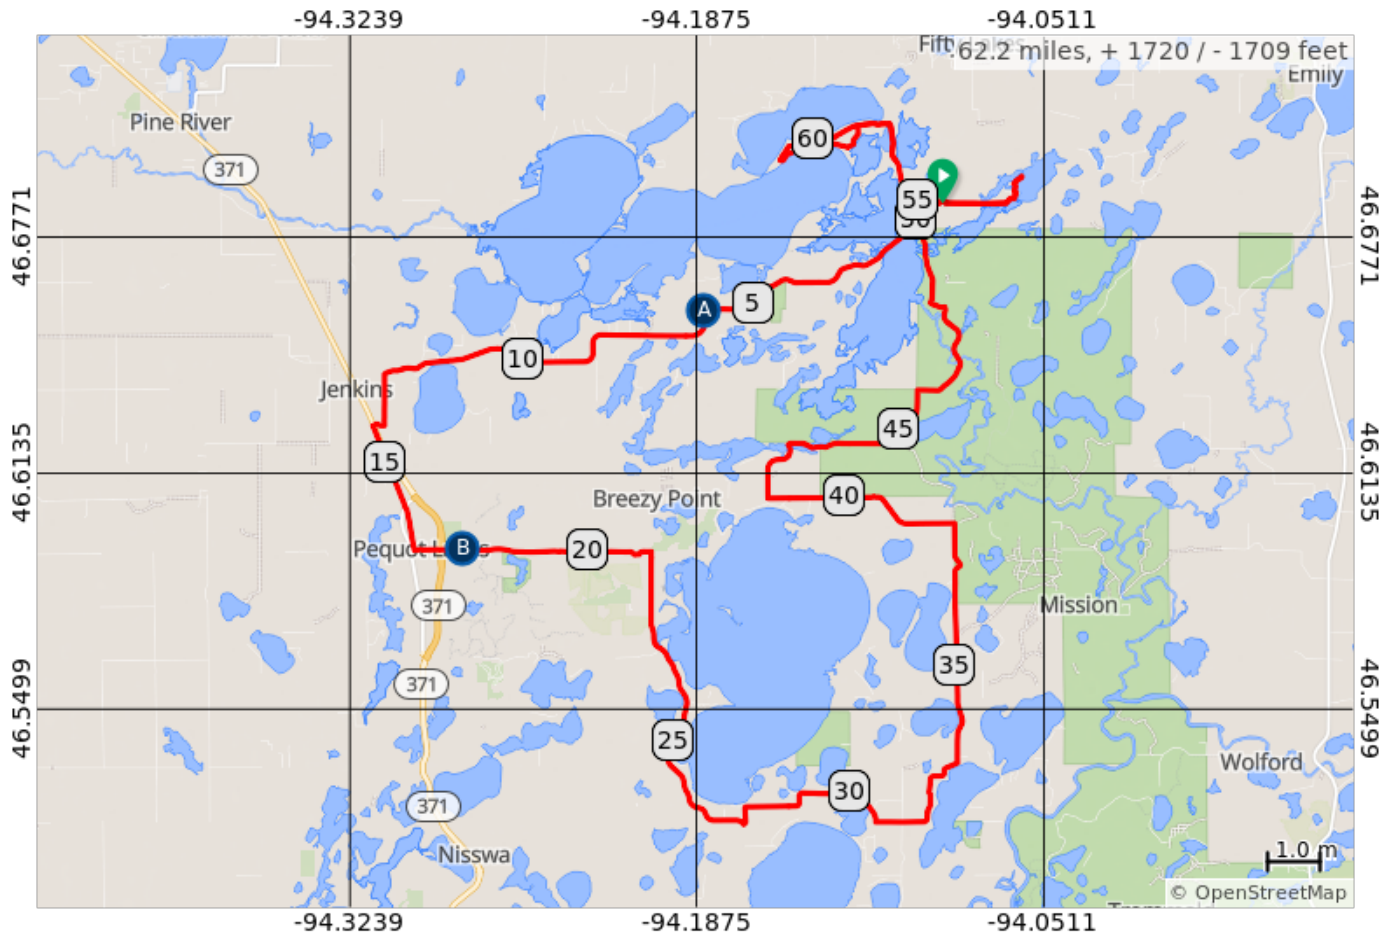 -94.3239 -94.1875 -94.0511
62.2 miles, + 1720 / - 1709 feet
Emily
Pine River
60
371
55
46.67771
46.6771
A
5
10
Jenkins
45
15
46.6135
46.6135
Breezy Point
40
Pequot
B
20
371
Mission
35
371
46.5499
46.5499
25
Wolford
30
371
Nisswa
1.0 m
© OpenStreetMap
-94.3239 -94.1875 -94.0511